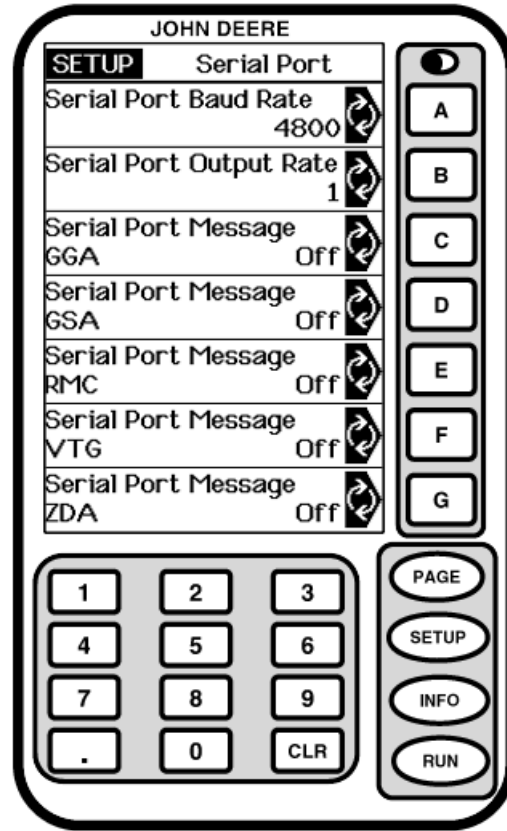 JOHN DEERE
SETUP Serial Port
Serial Port Baud Rate
4800
A
Serial Port Output Rate
1
B
Serial Port Message
GGA Off
C
Serial Port Message
GSA Off
D
Serial Port Message
RMC Off
E
Serial Port Message
VTG Off
F
Serial Port Message
ZDA Off
G
1 2 3
4 5 6
7 8 9
. 0 CLR
PAGE
SETUP
INFO
RUN